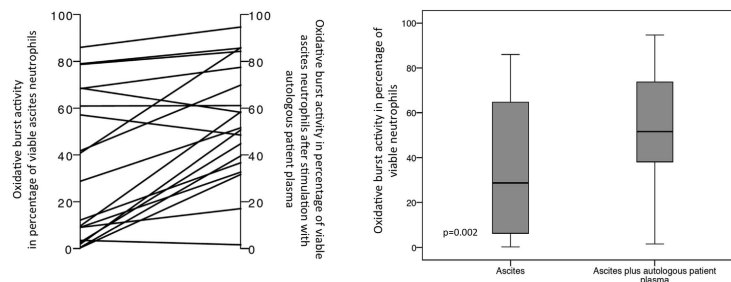 100
80
60
40
20
0
Oxidative burst activity
in percentage of viable ascites neutrophils
100
80
60
40
20
0
Oxidative burst activity in percentage of viable
ascites neutrophils after stimulation with
autologous patient plasma
Oxidative burst activity in percentage of
viable neutrophils
100
80
60
40
20
0
p=0.002
Ascites
Ascites plus autologous patient
plasma